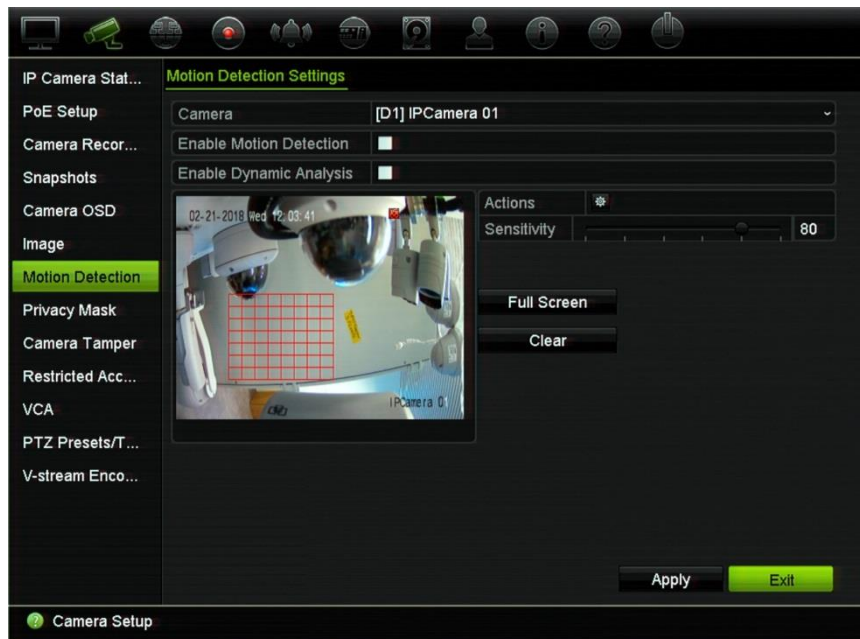 IP Camera Stat...
Motion Detection Settings
PoE Setup
Camera
[D1] IPCamera 01
Camera Recor...
Enable Motion Detection
Snapshots
Enable Dynamic Analysis
Camera OSD
02-21-2018 Wed 12:03:41
Actions
Sensitivity
80
Image
Motion Detection
Privacy Mask
Full Screen
Camera Tamper
Clear
Restricted Acc...
VCA
IPCamera 01
PTZ Presets/T...
V-stream Enco...
Apply
Exit
Camera Setup